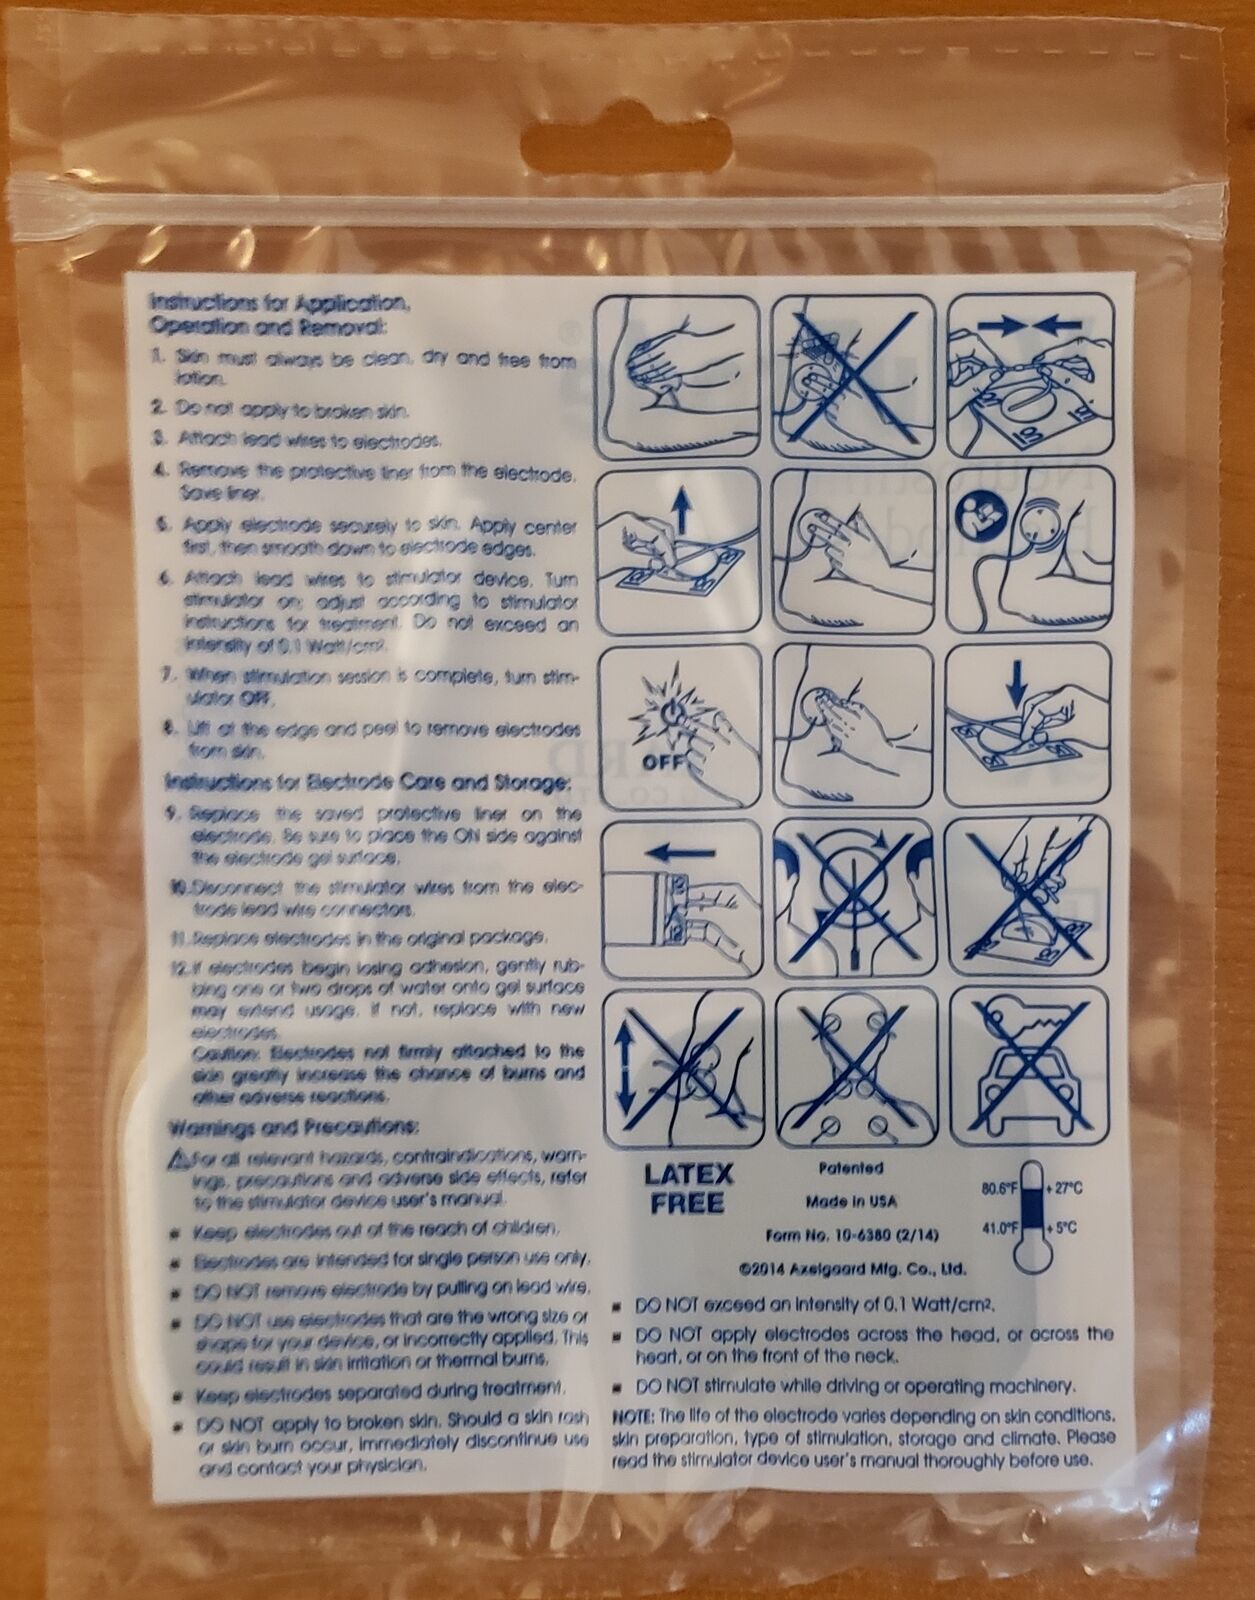 Instructions for Application,
Operation and Removal:
1. Skin must always be clean, dry and free from
lotion.
2. Do not apply to broken skin.
3. Attach lead wires to electrodes.
4. Remove the protective liner from the electrode.
Save liner.
5. Apply electrode securely to skin. Apply center
first, then smooth down to electrode edges.
6. Attach lead wires to stimulator device. Turn
stimulator on; adjust according to stimulator
instructions for treatment. Do not exceed an
intensity of 0.1 Watt/cm².
7. When stimulation session is complete, turn stim-
ulator OFF.
8. Lift at the edge and peel to remove electrodes
from skin.
Instructions for Electrode Care and Storage:
9. Replace the saved protective liner on the
electrode. Be sure to place the ON side against
the electrode gel surface.
10. Disconnect the stimulator wires from the elec-
trode lead wire connectors.
11. Replace electrodes in the original package.
12. If electrodes begin losing adhesion, gently rub-
bing one or two drops of water onto gel surface
may extend usage. If not, replace with new
electrodes.
Caution: Electrodes not firmly attached to the
skin greatly increase the chance of burns and
other adverse reactions.
Warnings and Precautions:
⚠For all relevant hazards, contraindications, warn-
ings, precautions and adverse side effects, refer
to the stimulator device user's manual.
▪ Keep electrodes out of the reach of children.
▪ Electrodes are intended for single person use only.
▪ DO NOT remove electrode by pulling on lead wire.
▪ DO NOT use electrodes that are the wrong size or
shape for your device, or incorrectly applied. This
could result in skin irritation or thermal burns.
▪ Keep electrodes separated during treatment.
▪ DO NOT apply to broken skin. Should a skin rash
or skin burn occur, immediately discontinue use
and contact your physician.
OFF
LATEX
FREE
Patented
Made in USA
Form No. 10-6380 (2/14)
©2014 Axelgaard Mfg. Co., Ltd.
80.6°F +27°C
41.0°F +5°C
▪ DO NOT exceed an intensity of 0.1 Watt/cm².
▪ DO NOT apply electrodes across the head, or across the
heart, or on the front of the neck.
▪ DO NOT stimulate while driving or operating machinery.
NOTE: The life of the electrode varies depending on skin conditions,
skin preparation, type of stimulation, storage and climate. Please
read the stimulator device user's manual thoroughly before use.